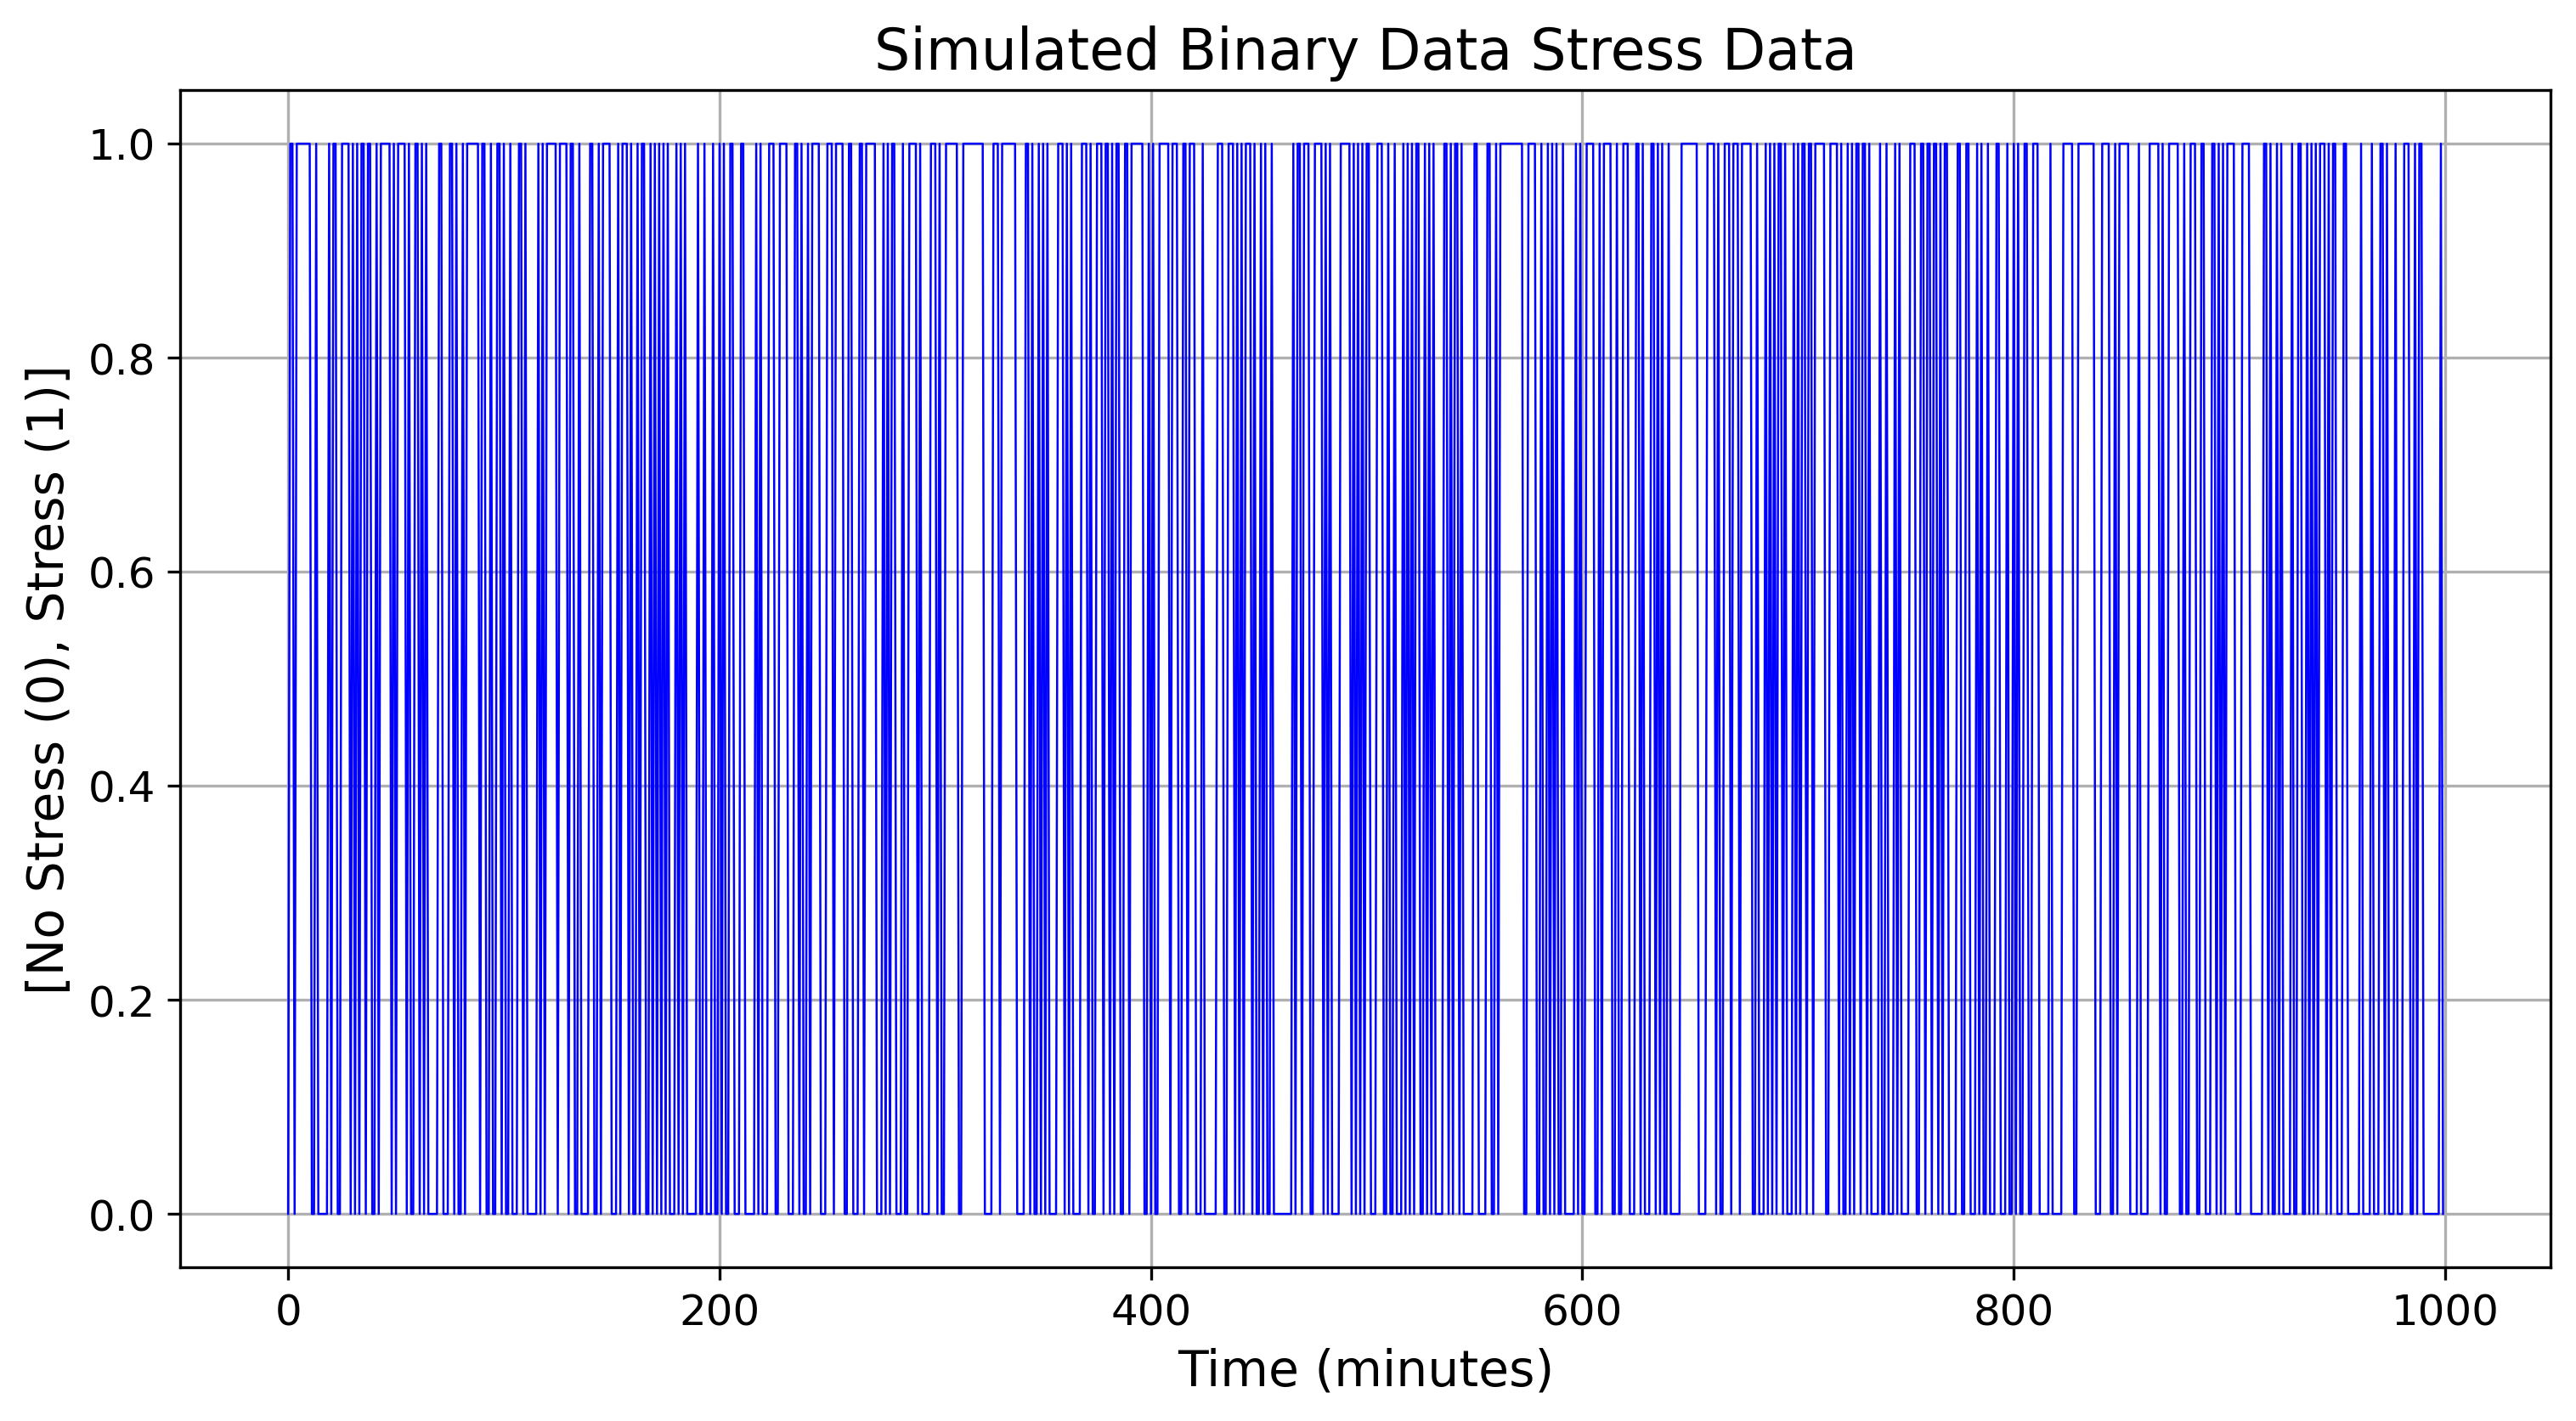 Simulated Binary Data Stress Data
[No Stress (0), Stress (1)]
1.0
0.8
0.6
0.4
0.2
0.0
0 200 400 600 800 1000
Time (minutes)